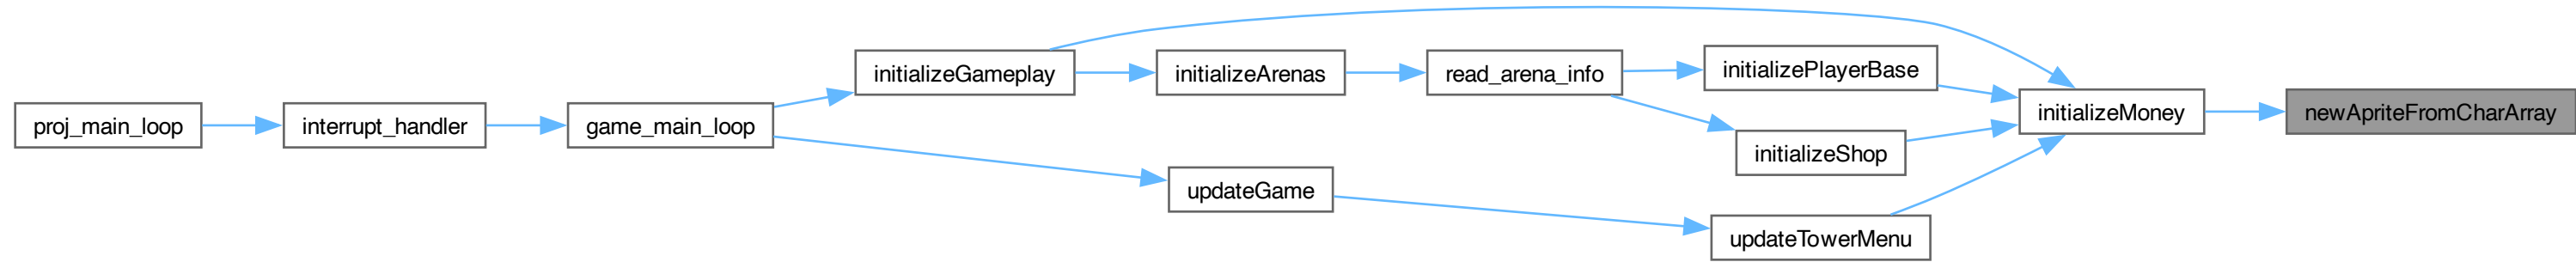 proj_main_loop
interrupt_handler
game_main_loop
initializeGameplay
initializeArenas
read_arena_info
initializePlayerBase
initializeShop
updateGame
updateTowerMenu
initializeMoney
newApriteFromCharArray